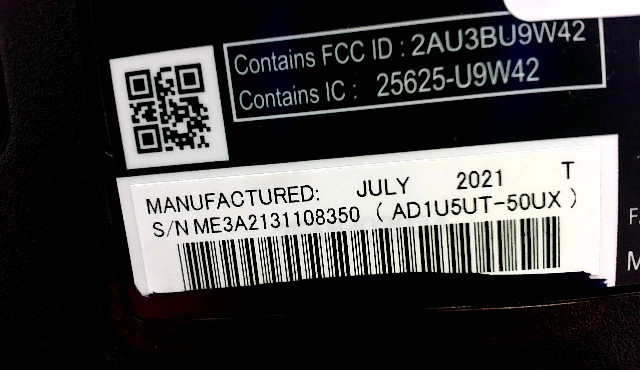 Contains FCC ID : 2AU3BU9W42
Contains IC : 25625-U9W42
MANUFACTURED: JULY 2021 T
S/N ME3A2131108350 ( AD1U5UT-50UX )